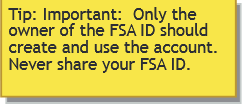 Tip: Important:  Only the
owner of the FSA ID should
create and use the account.
Never share your FSA ID.